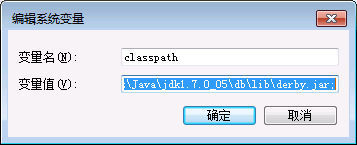 编辑系统变量
变量名(N):
classpath
变量值(V):
:\Java\jdk1.7.0_05\db\lib\derby.jar;
确定
取消